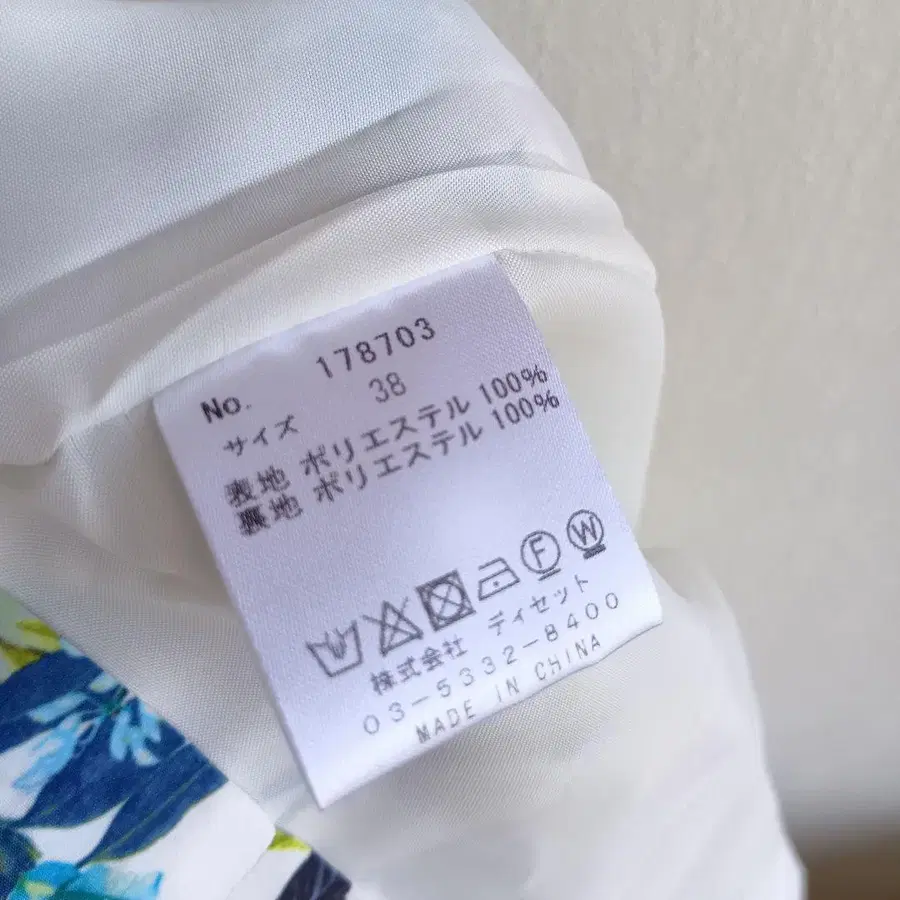 No. 178703
サイズ 38
表地 ポリエステル 100%
裏地 ポリエステル 100%
F W
株式会社 ディセット
03-5332-8400
MADE IN CHINA